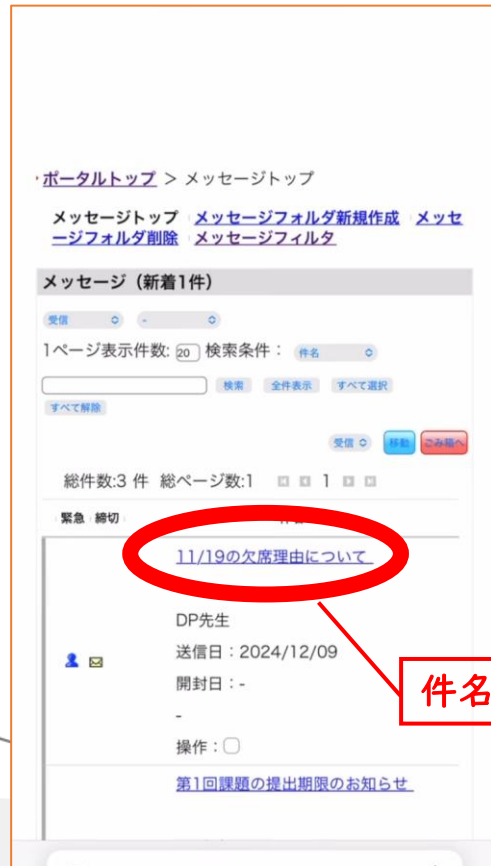 ・ポータルトップ > メッセージトップ
メッセージトップ メッセージフォルダ新規作成 メッセ
ージフォルダ削除 メッセージフィルタ
メッセージ（新着1件）
受信 -
1ページ表示件数: 20 検索条件： 件名
検索 全件表示 すべて選択
すべて解除
受信 移動 ごみ箱へ
総件数:3 件 総ページ数:1 1
緊急 締切
11/19の欠席理由について
DP先生
送信日：2024/12/09
開封日：-
-
操作：
件名
第1回課題の提出期限のお知らせ